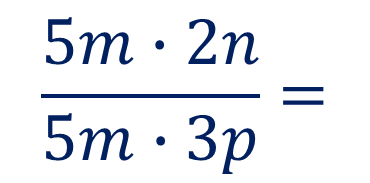 5m · 2n
5m · 3p =